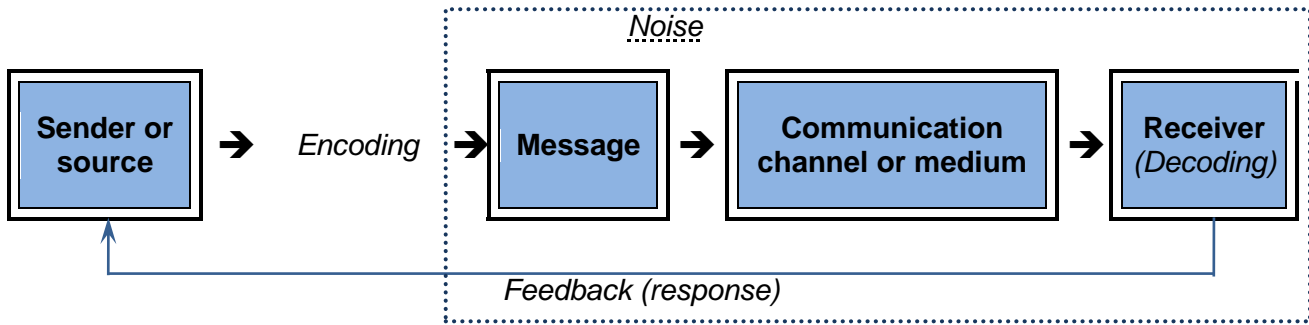 Noise
Sender or
source
Encoding
Message
Communication
channel or medium
Receiver
(Decoding)
Feedback (response)